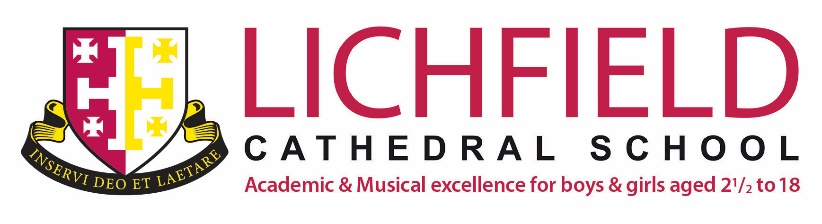 LICHFIELD
CATHEDRAL SCHOOL
Academic & Musical excellence for boys & girls aged 2½ to 18
INSERVI DEO ET LAETARE